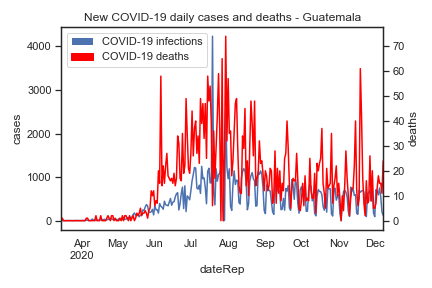 New COVID-19 daily cases and deaths - Guatemala
COVID-19 infections
COVID-19 deaths
4000
3000
2000
1000
0
cases
70
60
50
40
30
20
10
0
deaths
Apr
2020
May
Jun
Jul
Aug
Sep
Oct
Nov
Dec
dateRep